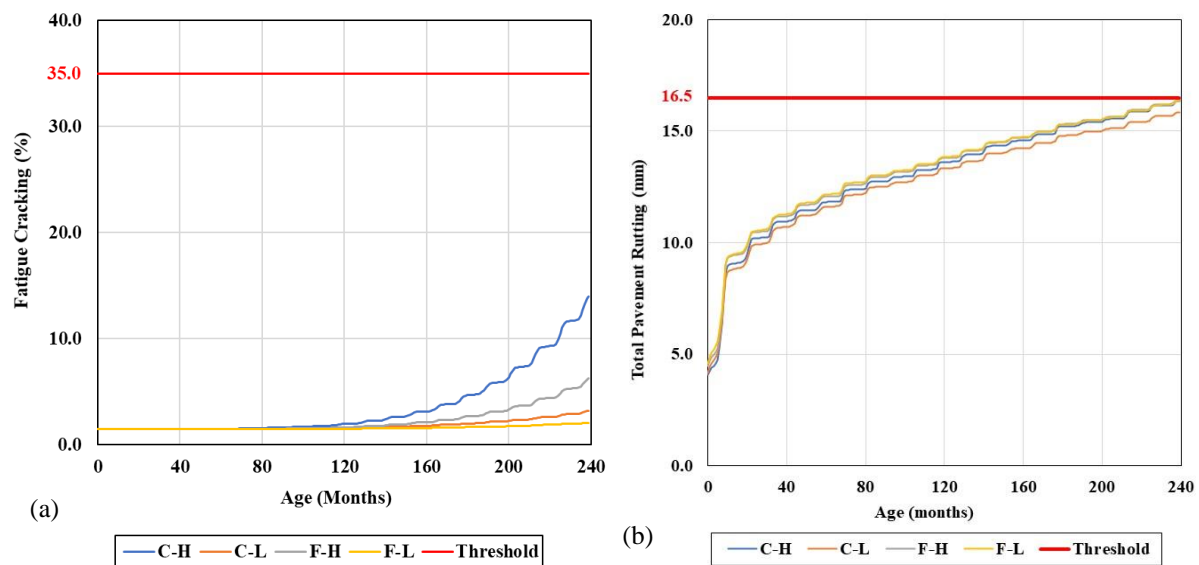 40.0
35.0
30.0
20.0
10.0
0.0
Fatigue Cracking (%)
0 40 80 120 160 200 240
Age (Months)
(a)
C-H C-L F-H F-L Threshold
20.0
16.5
15.0
10.0
5.0
0.0
Total Pavement Rutting (mm)
0 40 80 120 160 200 240
Age (months)
(b)
C-H C-L F-H F-L Threshold